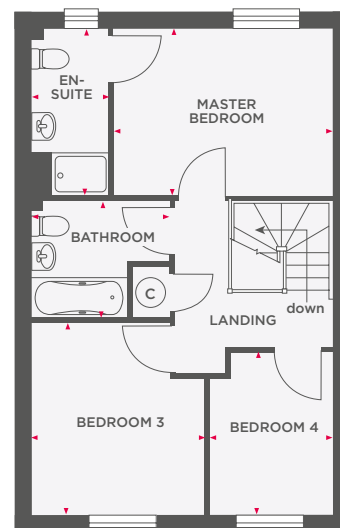 EN-
SUITE
MASTER
BEDROOM
BATHROOM
C
down
LANDING
BEDROOM 3
BEDROOM 4